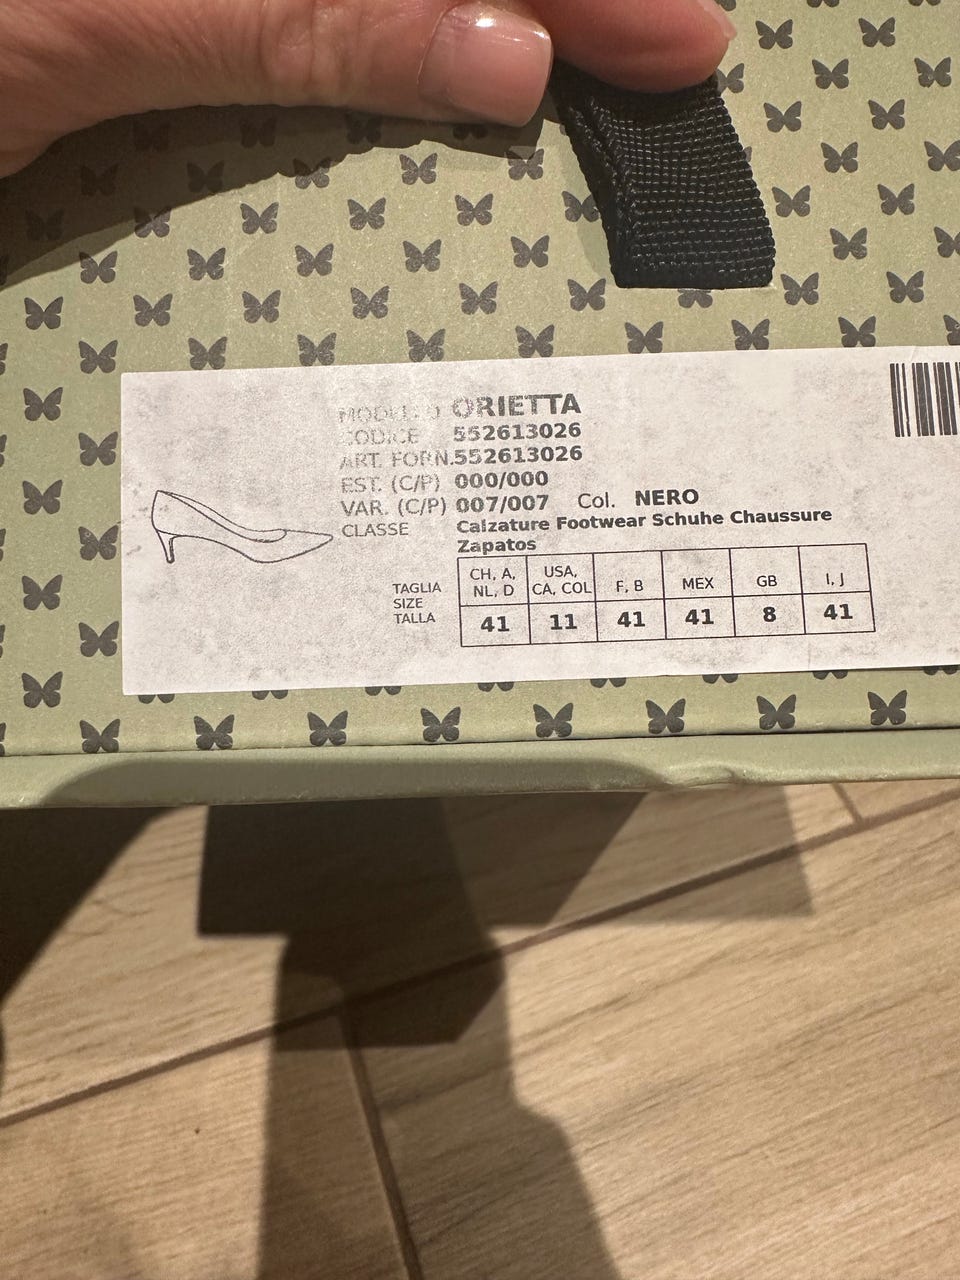 MODELLO ORIETTA
CODICE 552613026
ART. FORN. 552613026
EST. (C/P) 000/000
VAR. (C/P) 007/007 Col. NERO
CLASSE Calzature Footwear Schuhe Chaussure
Zapatos
TAGLIA
SIZE
TALLA
CH, A, NL, D USA, CA, COL F, B MEX GB I, J
41 11 41 41 8 41